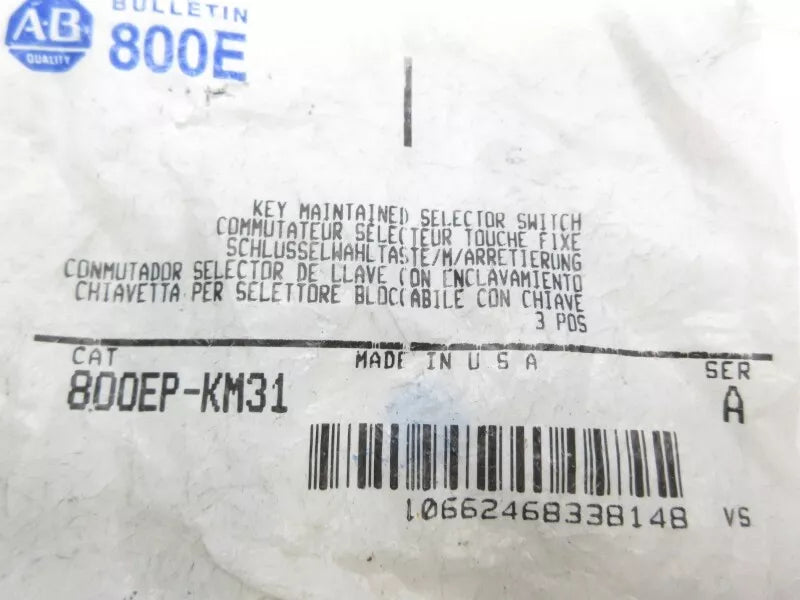 BULLETIN
A-B
QUALITY
800E
KEY MAINTAINED SELECTOR SWITCH
COMMUTATEUR SELECTEUR TOUCHE FIXE
SCHLUSSELWAHLTASTE/M/ARRETIERUNG
CONMUTADOR SELECTOR DE LLAVE CON ENCLAVAMIENTO
CHIAVETTA PER SELETTORE BLOCCABILE CON CHIAVE
3 POS
CAT MADE IN U S A SER
800EP-KM31 A
10662468338148 VS